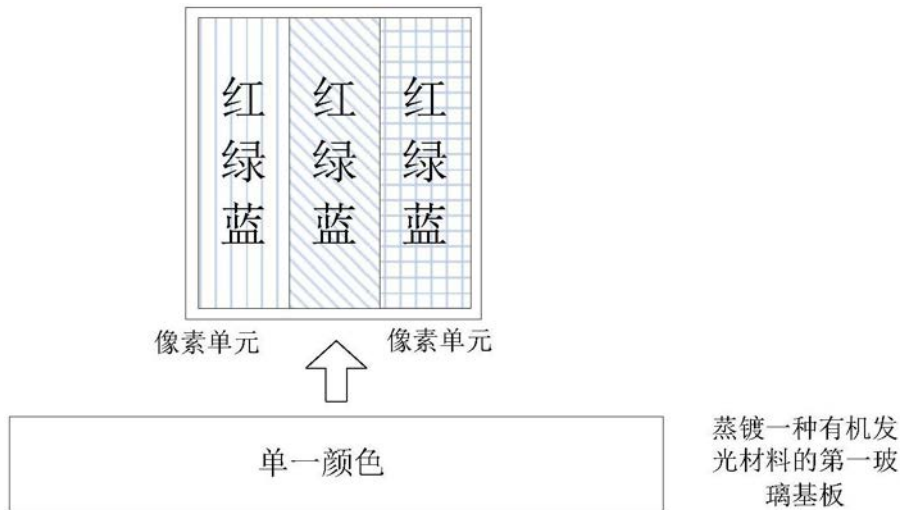 红 红 红
绿 绿 绿
蓝 蓝 蓝
像素单元 像素单元
单一颜色
蒸镀一种有机发
光材料的第一玻
璃基板